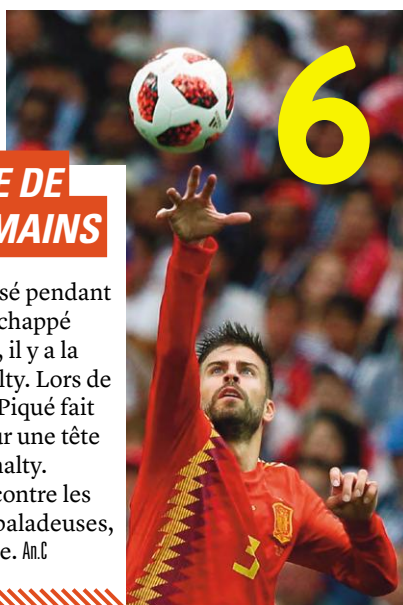 6
E DE
MAINS
sé pendant
chappé
, il y a la
lty. Lors de
Piqué fait
ur une tête
nalty.
contre les
baladeuses,
e. An.C
3